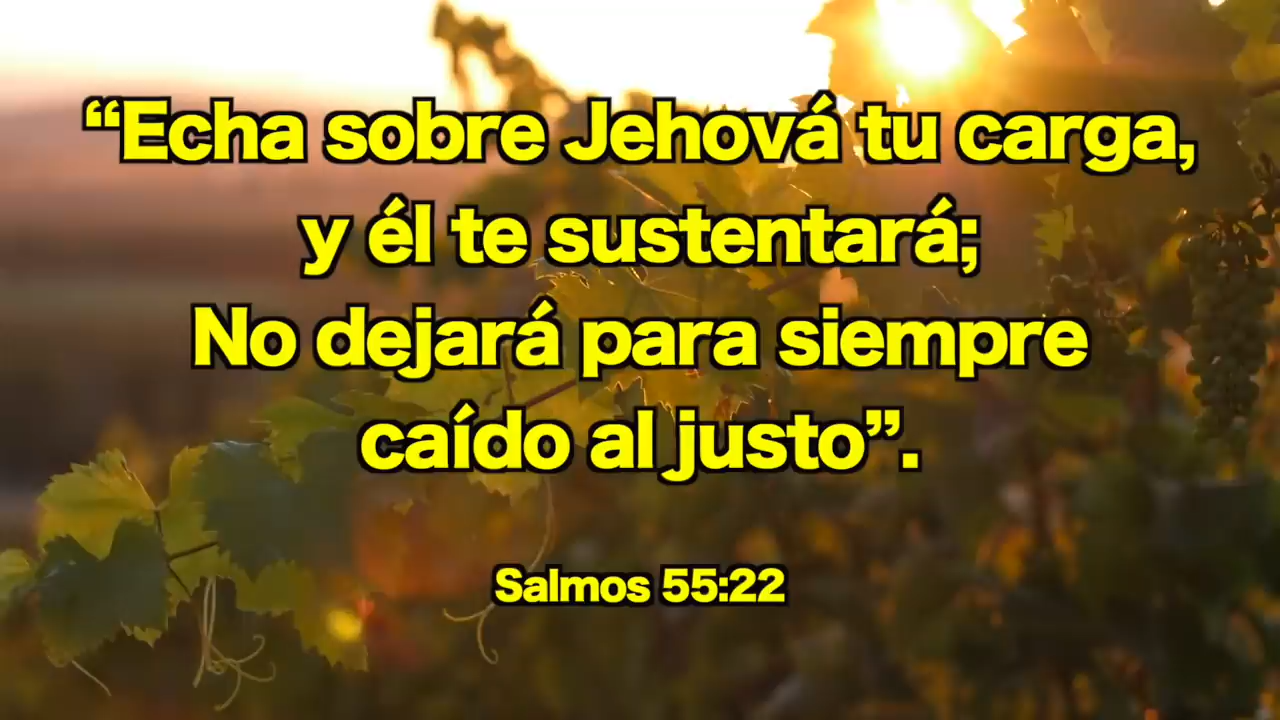 “Echa sobre Jehová tu carga,
y él te sustentará;
No dejará para siempre
caído al justo”.
Salmos 55:22